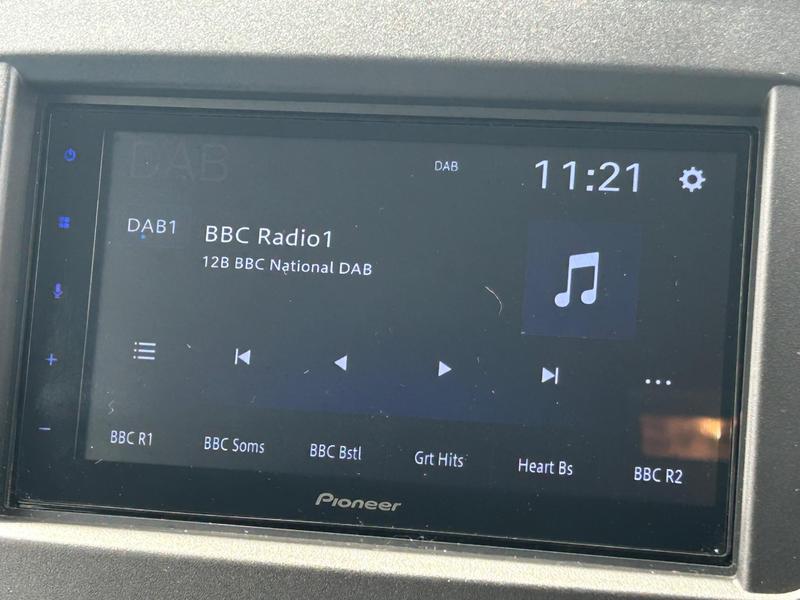 DAB
DAB
11:21
DAB1
BBC Radio1
12B BBC National DAB
BBC R1
BBC Soms
BBC Bstl
Grt Hits
Heart Bs
BBC R2
Pioneer